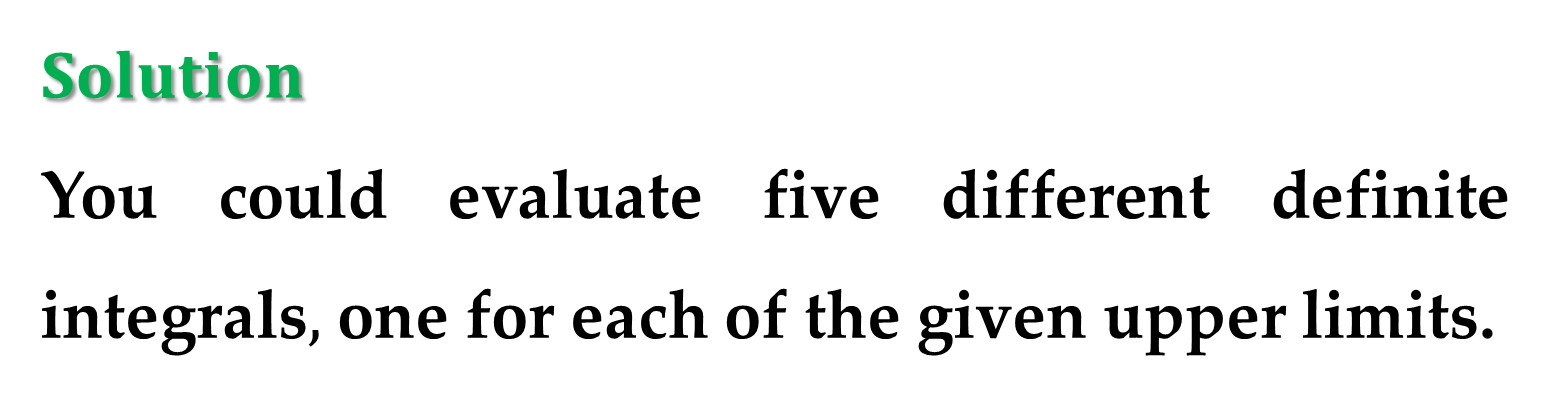 Solution
You could evaluate five different definite
integrals, one for each of the given upper limits.